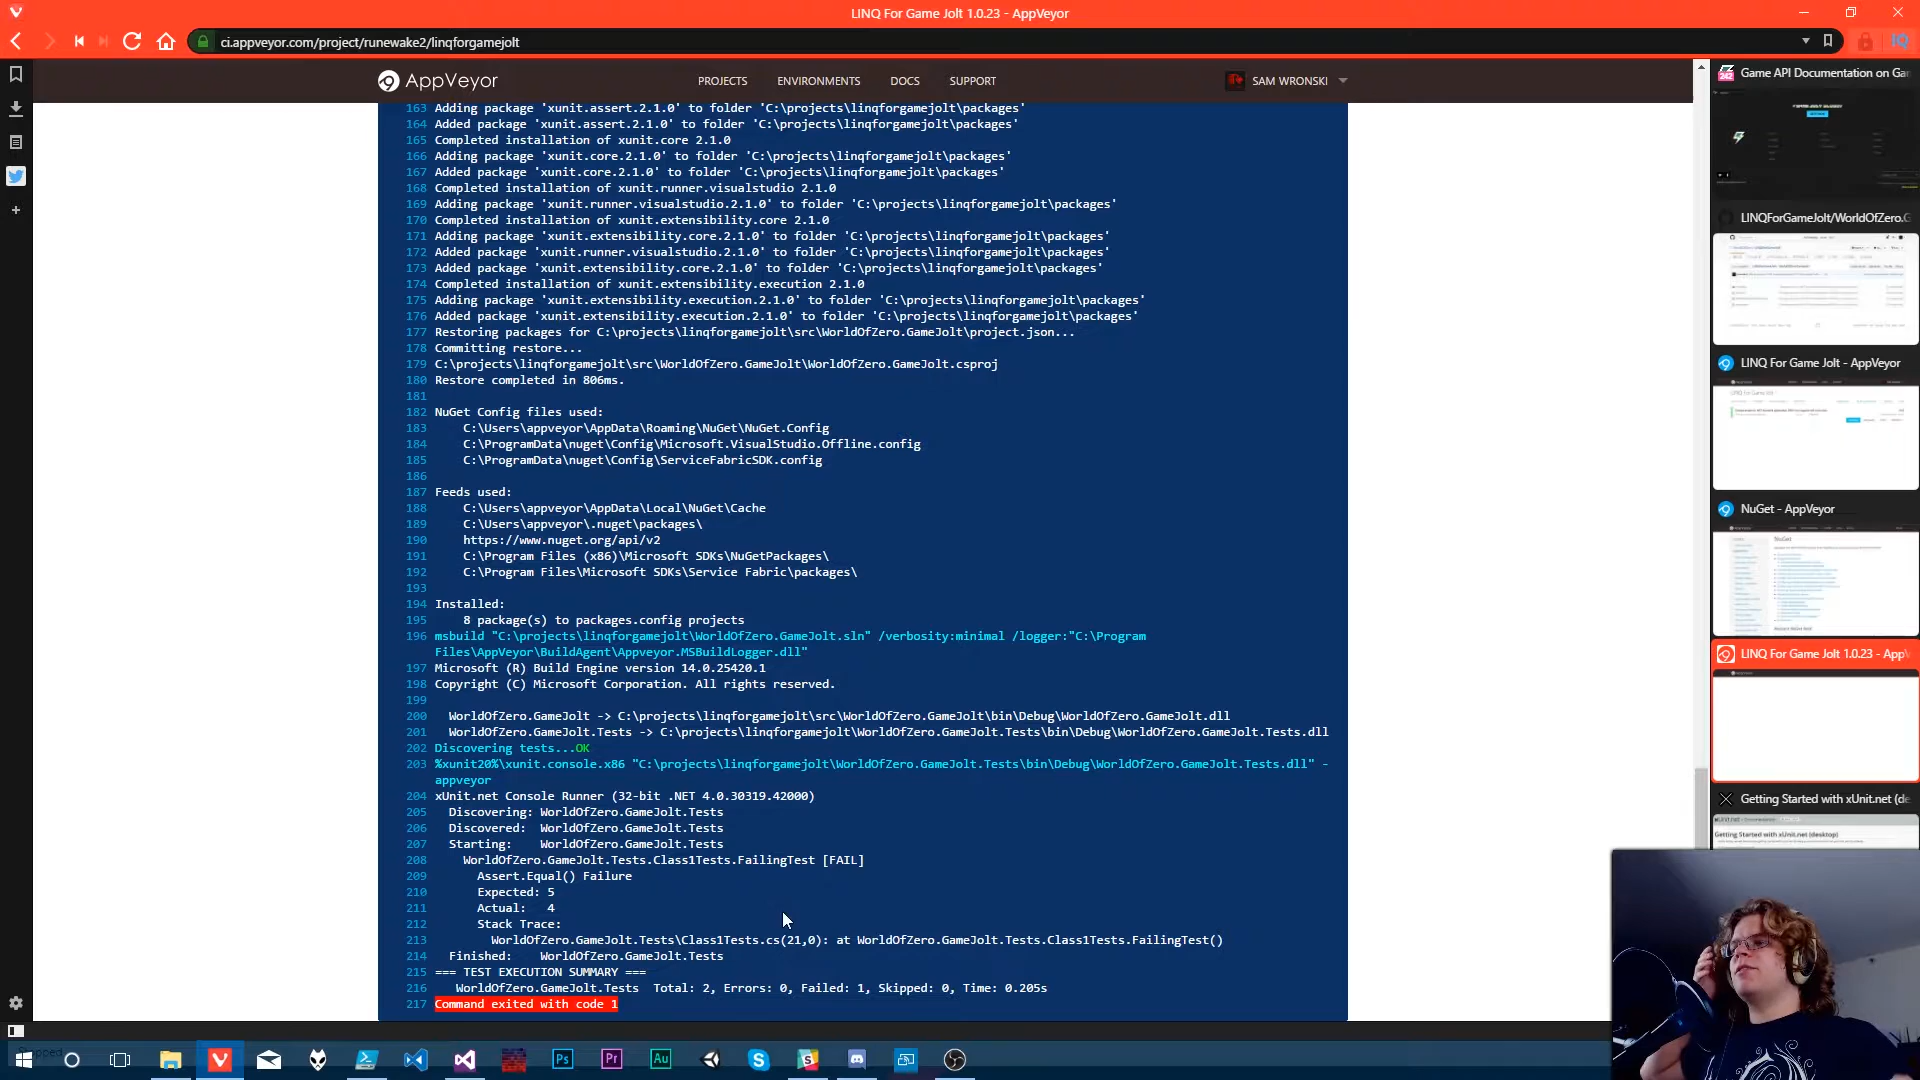 LINQ For Game Jolt 1.0.23 - AppVeyor
ci.appveyor.com/project/runewake2/linqforgamejolt
AppVeyor
PROJECTS
ENVIRONMENTS
DOCS
SUPPORT
SAM WRONSKI
163 Adding package 'xunit.assert.2.1.0' to folder 'C:\projects\linqforgamejolt\packages'
164 Added package 'xunit.assert.2.1.0' to folder 'C:\projects\linqforgamejolt\packages'
165 Completed installation of xunit.core 2.1.0
166 Adding package 'xunit.core.2.1.0' to folder 'C:\projects\linqforgamejolt\packages'
167 Added package 'xunit.core.2.1.0' to folder 'C:\projects\linqforgamejolt\packages'
168 Completed installation of xunit.runner.visualstudio 2.1.0
169 Adding package 'xunit.runner.visualstudio.2.1.0' to folder 'C:\projects\linqforgamejolt\packages'
170 Completed installation of xunit.extensibility.core 2.1.0
171 Adding package 'xunit.extensibility.core.2.1.0' to folder 'C:\projects\linqforgamejolt\packages'
172 Added package 'xunit.runner.visualstudio.2.1.0' to folder 'C:\projects\linqforgamejolt\packages'
173 Added package 'xunit.extensibility.core.2.1.0' to folder 'C:\projects\linqforgamejolt\packages'
174 Completed installation of xunit.extensibility.execution 2.1.0
175 Adding package 'xunit.extensibility.execution.2.1.0' to folder 'C:\projects\linqforgamejolt\packages'
176 Added package 'xunit.extensibility.execution.2.1.0' to folder 'C:\projects\linqforgamejolt\packages'
177 Restoring packages for C:\projects\linqforgamejolt\src\WorldOfZero.GameJolt\project.json...
178 Committing restore...
179 C:\projects\linqforgamejolt\src\WorldOfZero.GameJolt\WorldOfZero.GameJolt.csproj
180 Restore completed in 806ms.
181
182 NuGet Config files used:
183 C:\Users\appveyor\AppData\Roaming\NuGet\NuGet.Config
184 C:\ProgramData\nuget\Config\Microsoft.VisualStudio.Offline.config
185 C:\ProgramData\nuget\Config\ServiceFabricSDK.config
186
187 Feeds used:
188 C:\Users\appveyor\AppData\Local\NuGet\Cache
189 C:\Users\appveyor\.nuget\packages\
190 https://www.nuget.org/api/v2
191 C:\Program Files (x86)\Microsoft SDKs\NuGetPackages\
192 C:\Program Files\Microsoft SDKs\Service Fabric\packages\
193
194 Installed:
195 8 package(s) to packages.config projects
196 msbuild "C:\projects\linqforgamejolt\WorldOfZero.GameJolt.sln" /verbosity:minimal /logger:"C:\Program
Files\AppVeyor\BuildAgent\Appveyor.MSBuildLogger.dll"
197 Microsoft (R) Build Engine version 14.0.25420.1
198 Copyright (C) Microsoft Corporation. All rights reserved.
199
200 WorldOfZero.GameJolt -> C:\projects\linqforgamejolt\src\WorldOfZero.GameJolt\bin\Debug\WorldOfZero.GameJolt.dll
201 WorldOfZero.GameJolt.Tests -> C:\projects\linqforgamejolt\WorldOfZero.GameJolt.Tests\bin\Debug\WorldOfZero.GameJolt.Tests.dll
202 Discovering tests...OK
203 %xunit20%\xunit.console.x86 "C:\projects\linqforgamejolt\WorldOfZero.GameJolt.Tests\bin\Debug\WorldOfZero.GameJolt.Tests.dll" -
appveyor
204 xUnit.net Console Runner (32-bit .NET 4.0.30319.42000)
205 Discovering: WorldOfZero.GameJolt.Tests
206 Discovered: WorldOfZero.GameJolt.Tests
207 Starting: WorldOfZero.GameJolt.Tests
208 WorldOfZero.GameJolt.Tests.Class1Tests.FailingTest [FAIL]
209 Assert.Equal() Failure
210 Expected: 5
211 Actual: 4
212 Stack Trace:
213 WorldOfZero.GameJolt.Tests\Class1Tests.cs(21,0): at WorldOfZero.GameJolt.Tests.Class1Tests.FailingTest()
214 Finished: WorldOfZero.GameJolt.Tests
215 === TEST EXECUTION SUMMARY ===
216 WorldOfZero.GameJolt.Tests Total: 2, Errors: 0, Failed: 1, Skipped: 0, Time: 0.205s
217 Command exited with code 1
Game API Documentation on Ga
LINQForGameJolt/WorldOfZero.G
LINQ For Game Jolt - AppVeyor
NuGet - AppVeyor
LINQ For Game Jolt 1.0.23 - AppV
Getting Started with xUnit.net (de
Getting Started with xUnit.net (desktop)
Ps
Pr
Au